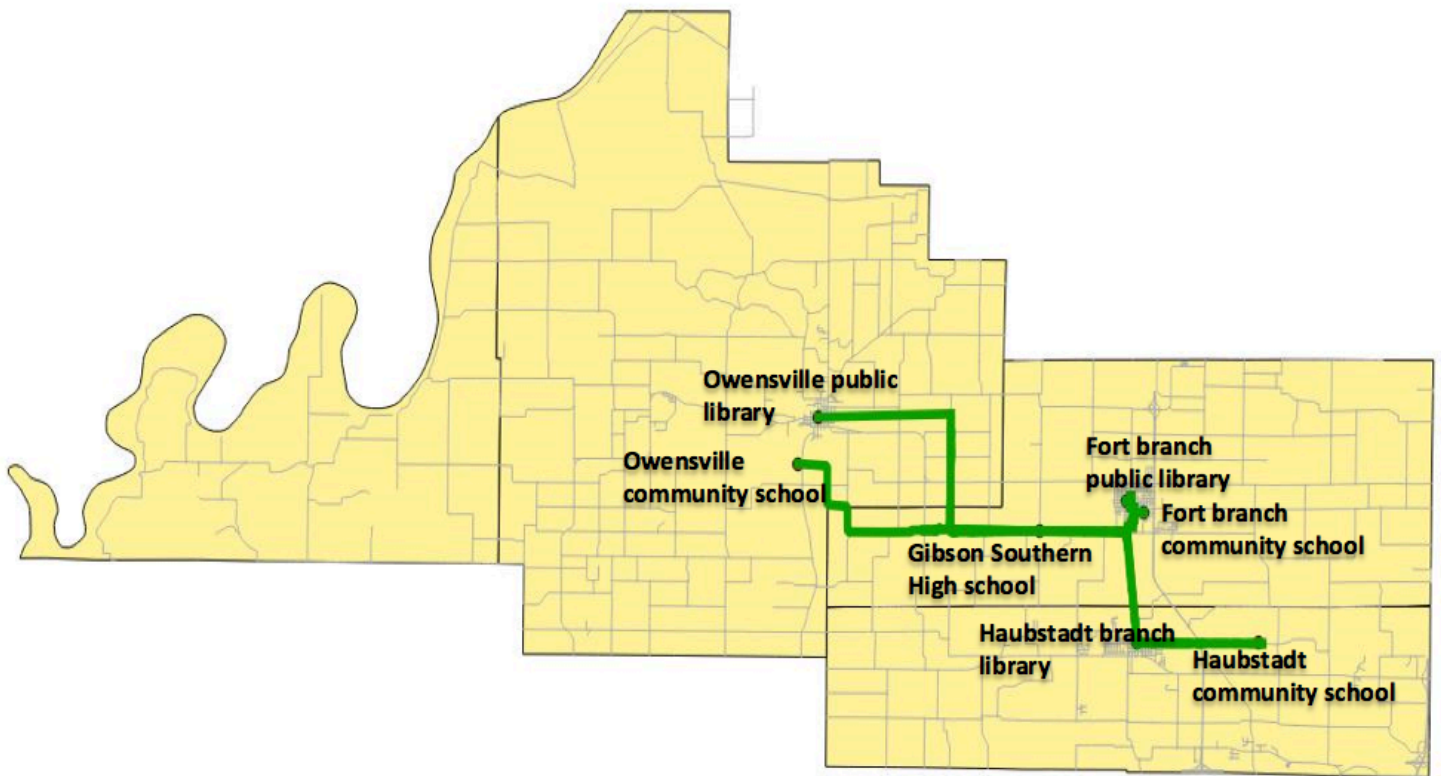 Owensville public
library
Owensville
community school
Fort branch
public library
Fort branch
community school
Gibson Southern
High school
Haubstadt branch
library
Haubstadt
community school